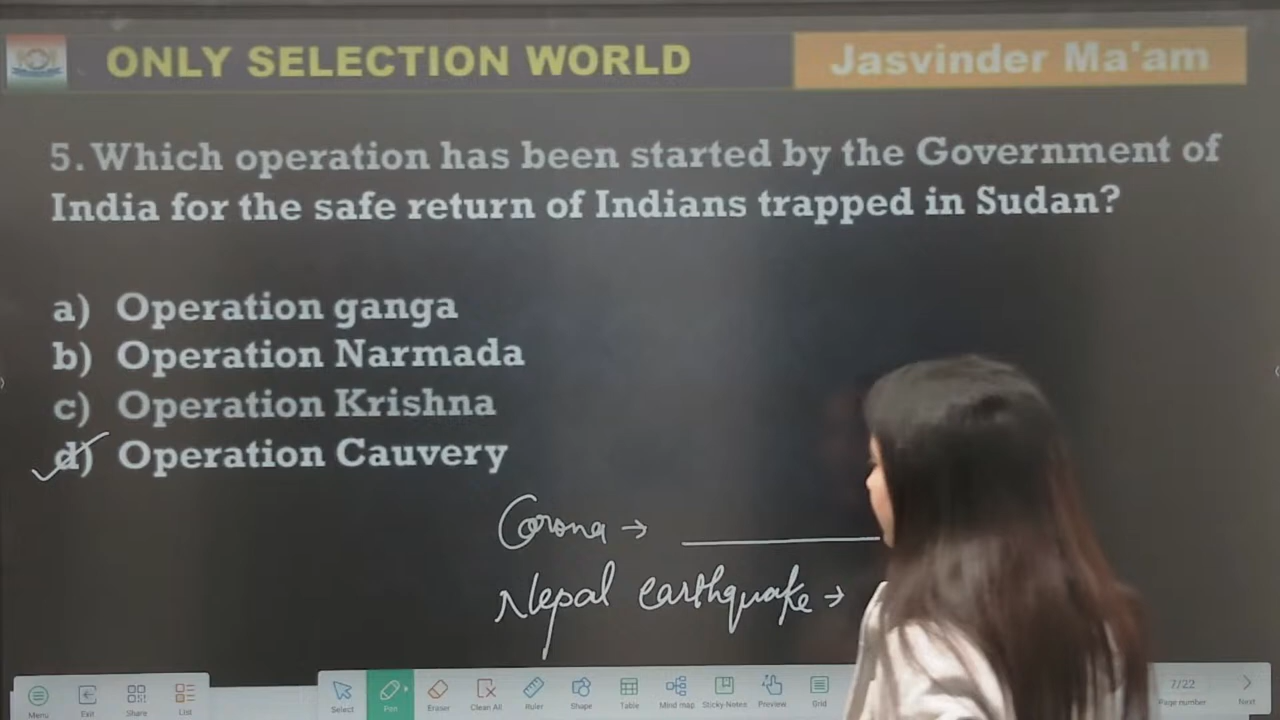 ONLY SELECTION WORLD
Jasvinder Ma'am
5. Which operation has been started by the Government of
India for the safe return of Indians trapped in Sudan?
a) Operation ganga
b) Operation Narmada
c) Operation Krishna
d) Operation Cauvery
Corona →
Nepal earthquake →
Menu
Exit
Share
List
Select
Pen
Eraser
Clean All
Ruler
Shape
Table
Mind map
Sticky Notes
Preview
Grid
7/22
Page number
Next